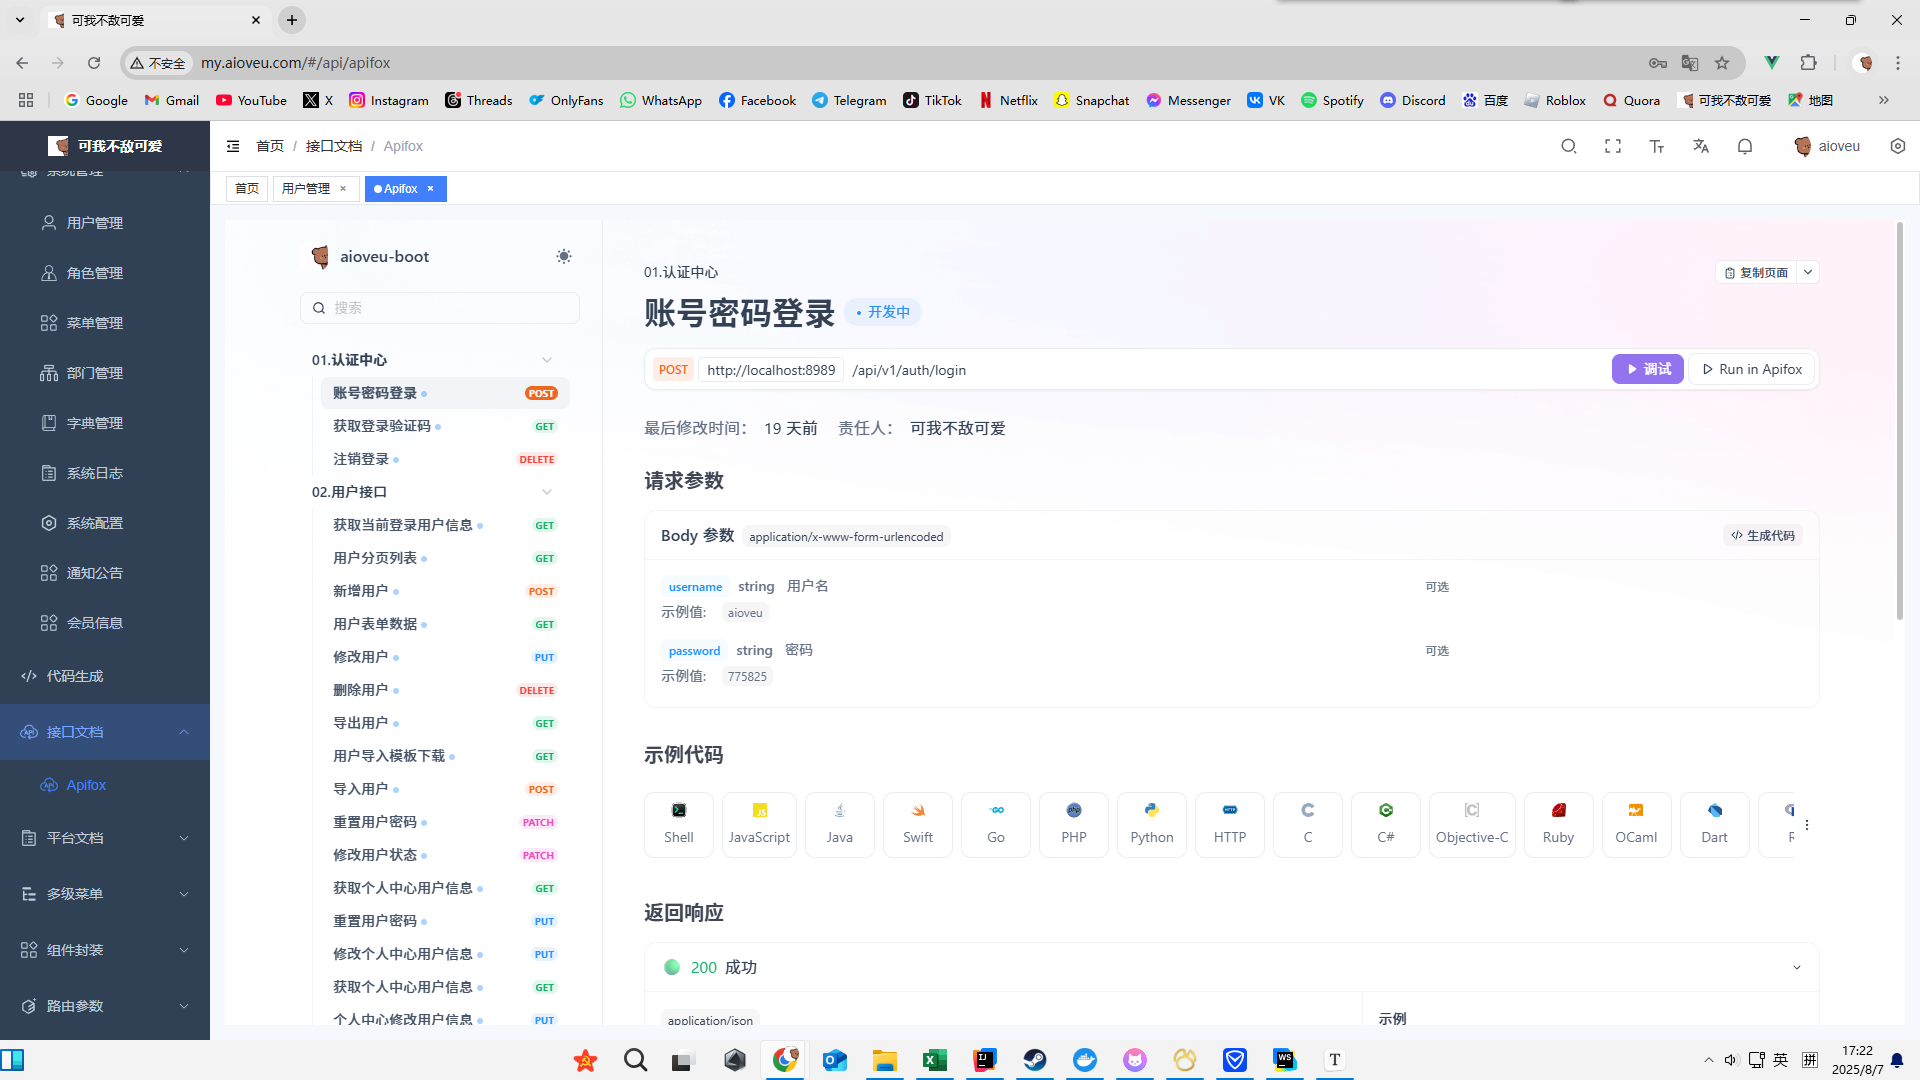 可我不敌可爱
不安全
my.aioveu.com/#/api/apifox
Google
Gmail
YouTube
X
Instagram
Threads
OnlyFans
WhatsApp
Facebook
Telegram
TikTok
Netflix
Snapchat
Messenger
VK
Spotify
Discord
百度
Roblox
Quora
可我不敌可爱
地图
可我不敌可爱
首页 / 接口文档 / Apifox
aioveu
首页
用户管理
Apifox
系统管理
用户管理
角色管理
菜单管理
部门管理
字典管理
系统日志
系统配置
通知公告
会员信息
代码生成
接口文档
Apifox
平台文档
多级菜单
组件封装
路由参数
aioveu-boot
搜索
01.认证中心
账号密码登录 POST
获取登录验证码 GET
注销登录 DELETE
02.用户接口
获取当前登录用户信息 GET
用户分页列表 GET
新增用户 POST
用户表单数据 GET
修改用户 PUT
删除用户 DELETE
导出用户 GET
用户导入模板下载 GET
导入用户 POST
重置用户密码 PATCH
修改用户状态 PATCH
获取个人中心用户信息 GET
重置用户密码 PUT
修改个人中心用户信息 PUT
获取个人中心用户信息 GET
个人中心修改用户信息 PUT
01.认证中心
复制页面
账号密码登录
开发中
POST http://localhost:8989 /api/v1/auth/login
调试
Run in Apifox
最后修改时间： 19 天前 责任人： 可我不敌可爱
请求参数
Body 参数 application/x-www-form-urlencoded
生成代码
username string 用户名 可选
示例值: aioveu
password string 密码 可选
示例值: 775825
示例代码
Shell
JavaScript
Java
Swift
Go
PHP
Python
HTTP
C
C#
Objective-C
Ruby
OCaml
Dart
返回响应
200 成功
application/json
示例
英
拼
17:22
2025/8/7